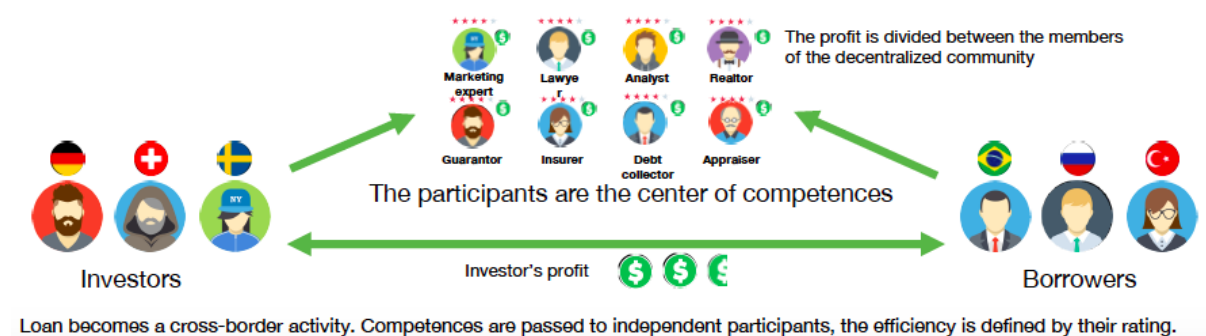 The profit is divided between the members
of the decentralized community
Marketing
expert
Lawye
r
Analyst
Realtor
Guarantor
Insurer
Debt
collector
Appraiser
The participants are the center of competences
NY
Investors
Investor's profit
Borrowers
Loan becomes a cross-border activity. Competences are passed to independent participants, the efficiency is defined by their rating.